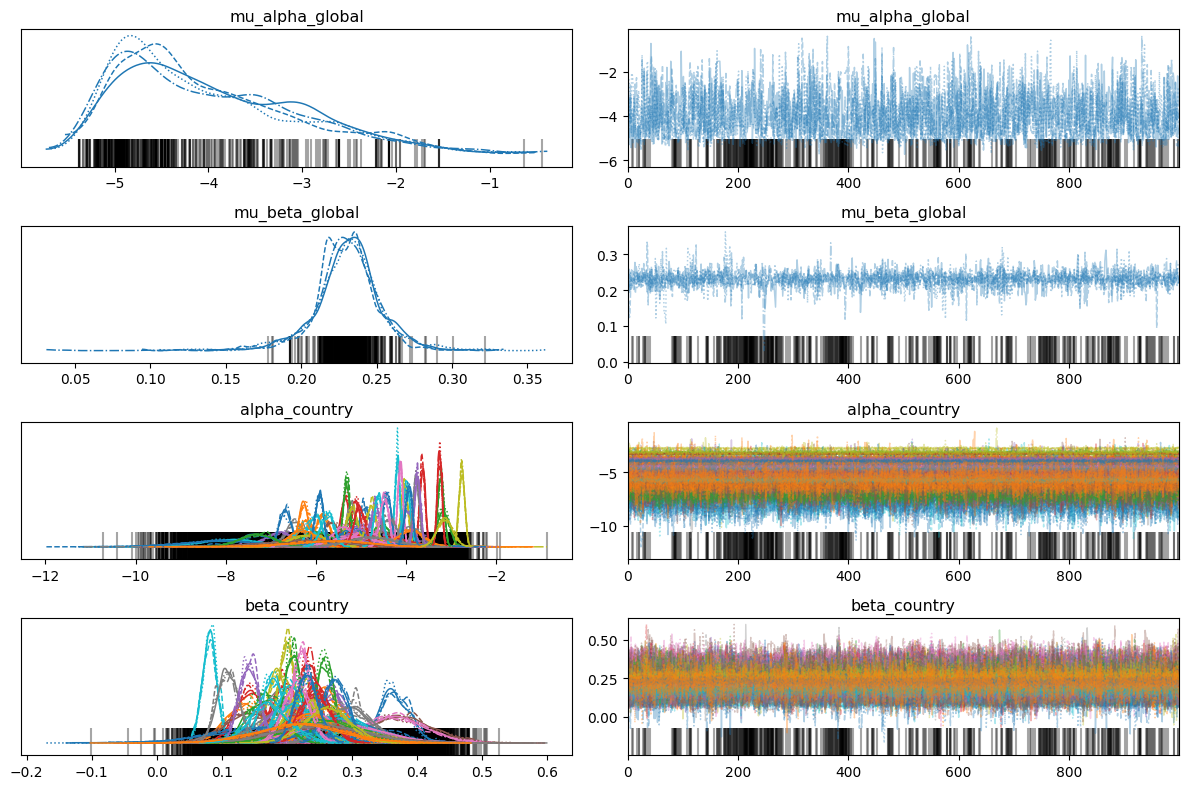 mu_alpha_global
mu_alpha_global
−2
−4
−6
−5 −4 −3 −2 −1
0 200 400 600 800
mu_beta_global
mu_beta_global
0.3
0.2
0.1
0.0
0.05 0.10 0.15 0.20 0.25 0.30 0.35
0 200 400 600 800
alpha_country
alpha_country
−5
−10
−12 −10 −8 −6 −4 −2
0 200 400 600 800
beta_country
beta_country
0.50
0.25
0.00
−0.2 −0.1 0.0 0.1 0.2 0.3 0.4 0.5 0.6
0 200 400 600 800